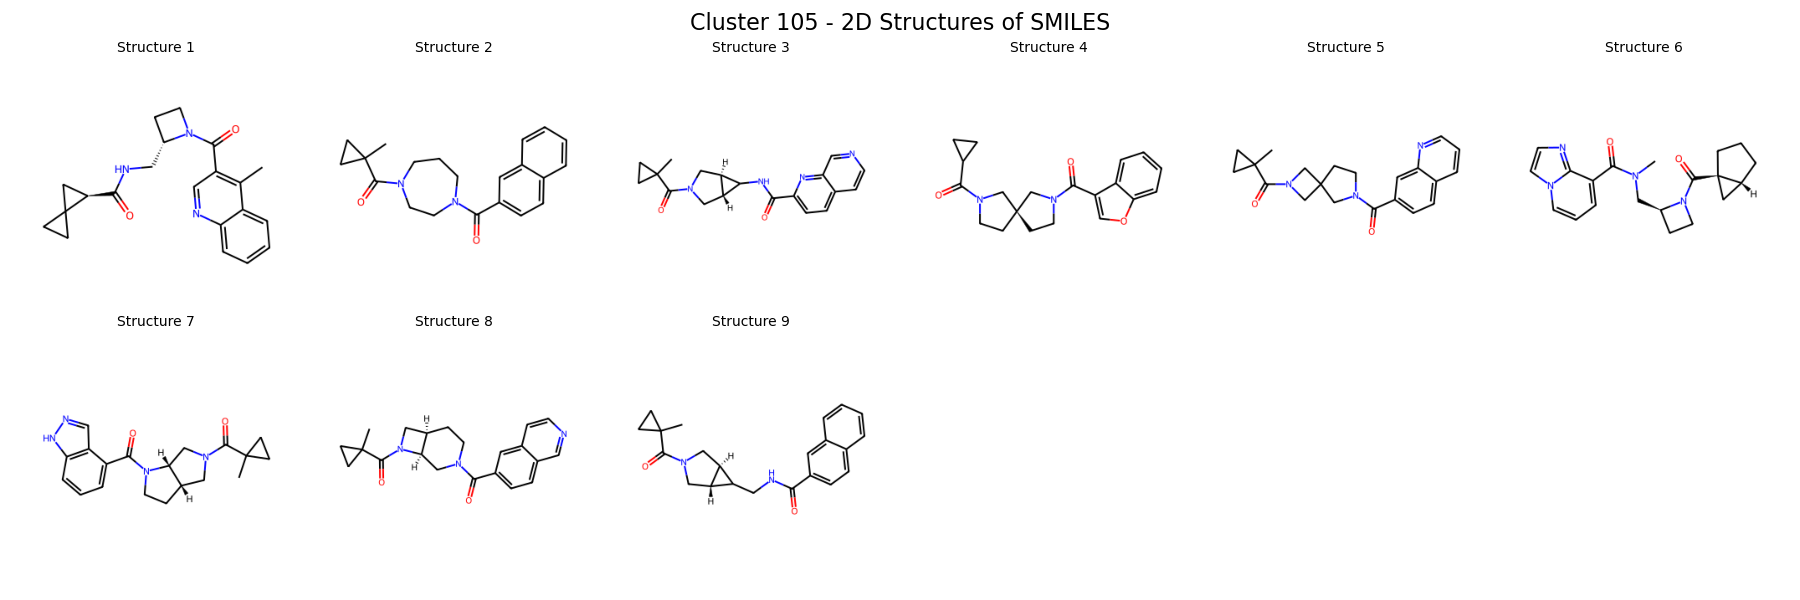 Cluster 105 - 2D Structures of SMILES
Structure 1
Structure 2
Structure 3
Structure 4
Structure 5
Structure 6
N
O
HN
O
N
N
O
N
O
H
N
O
H
NH
O
N
N
N
O
N
O
O
N
O
N
O
N
N
N
O
N
O
N
O
H
Structure 7
Structure 8
Structure 9
N
HN
O
N
H
H
N
O
H
N
O
H
N
O
N
O
N
H
H
H
N
O